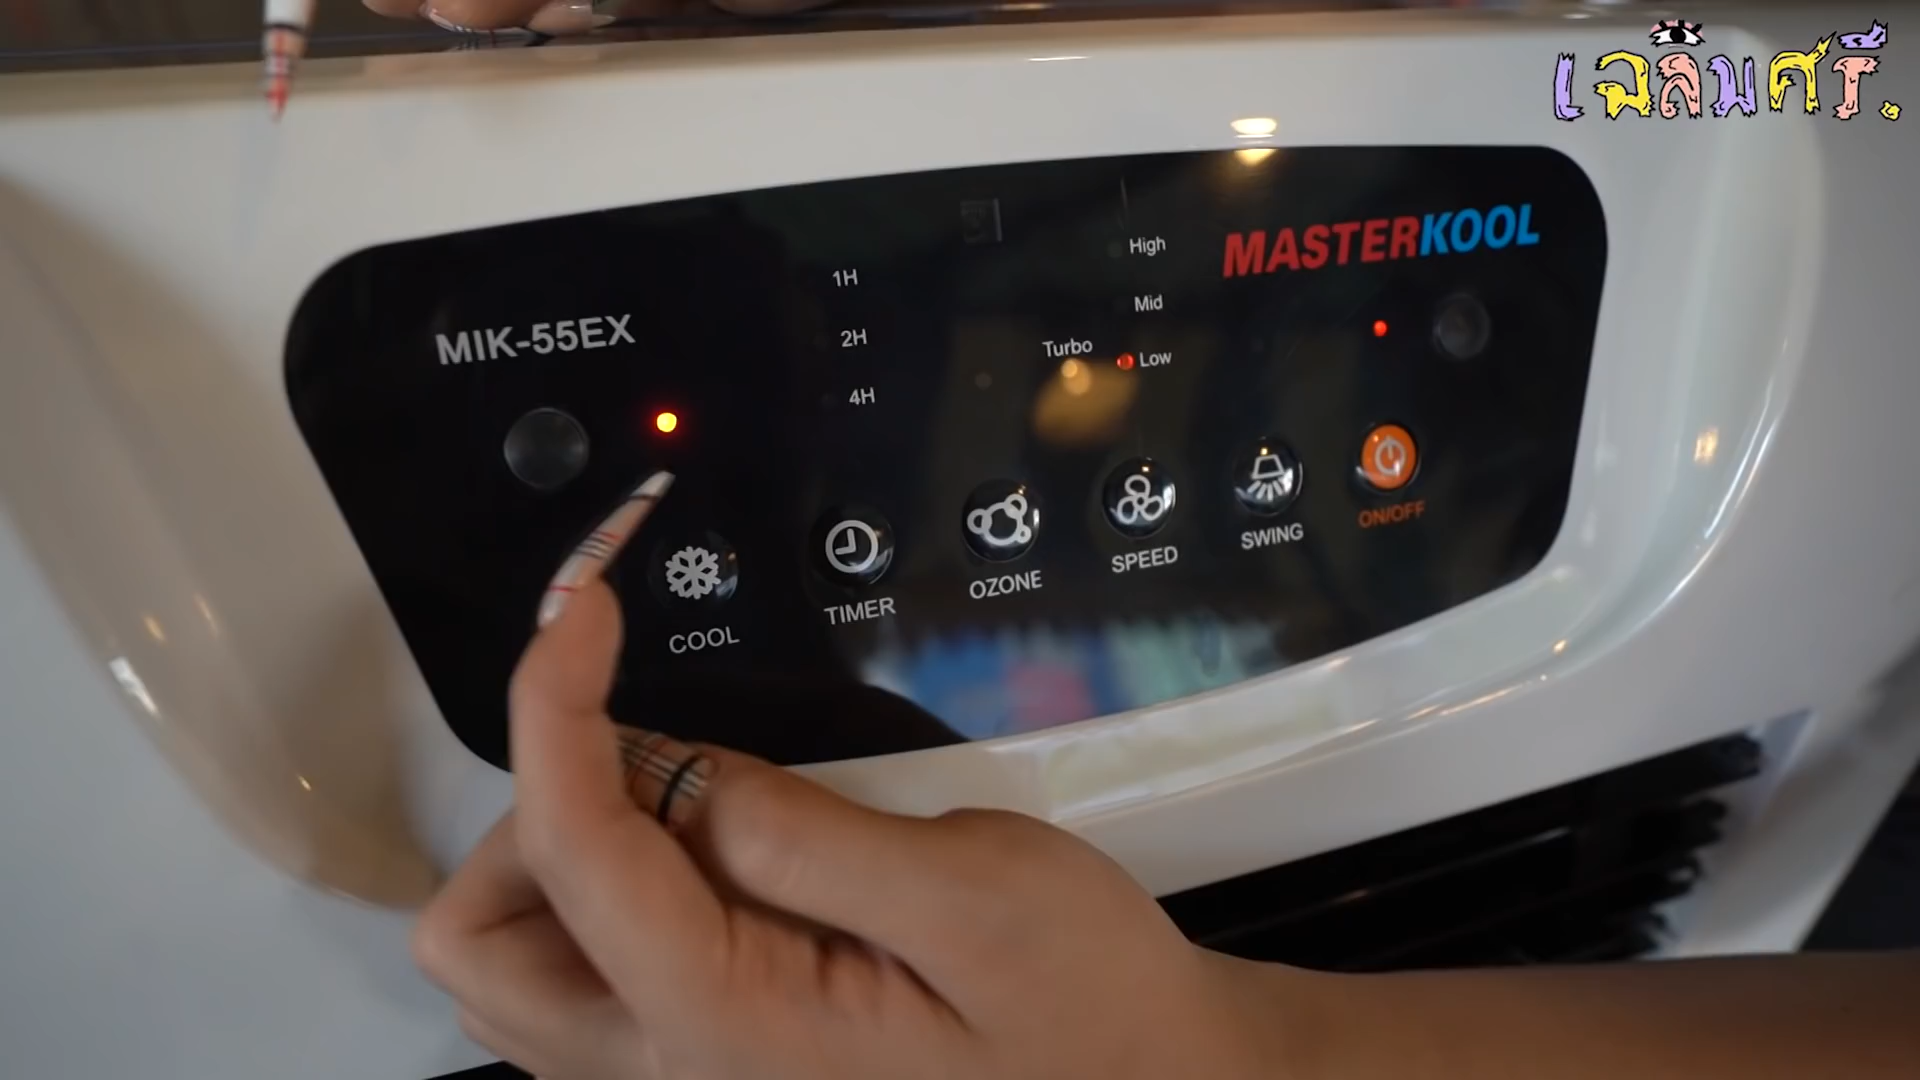 เฉลิมศรี.
MASTERKOOL
MIK-55EX
1H
2H
4H
High
Mid
Turbo
Low
COOL
TIMER
OZONE
SPEED
SWING
ON/OFF